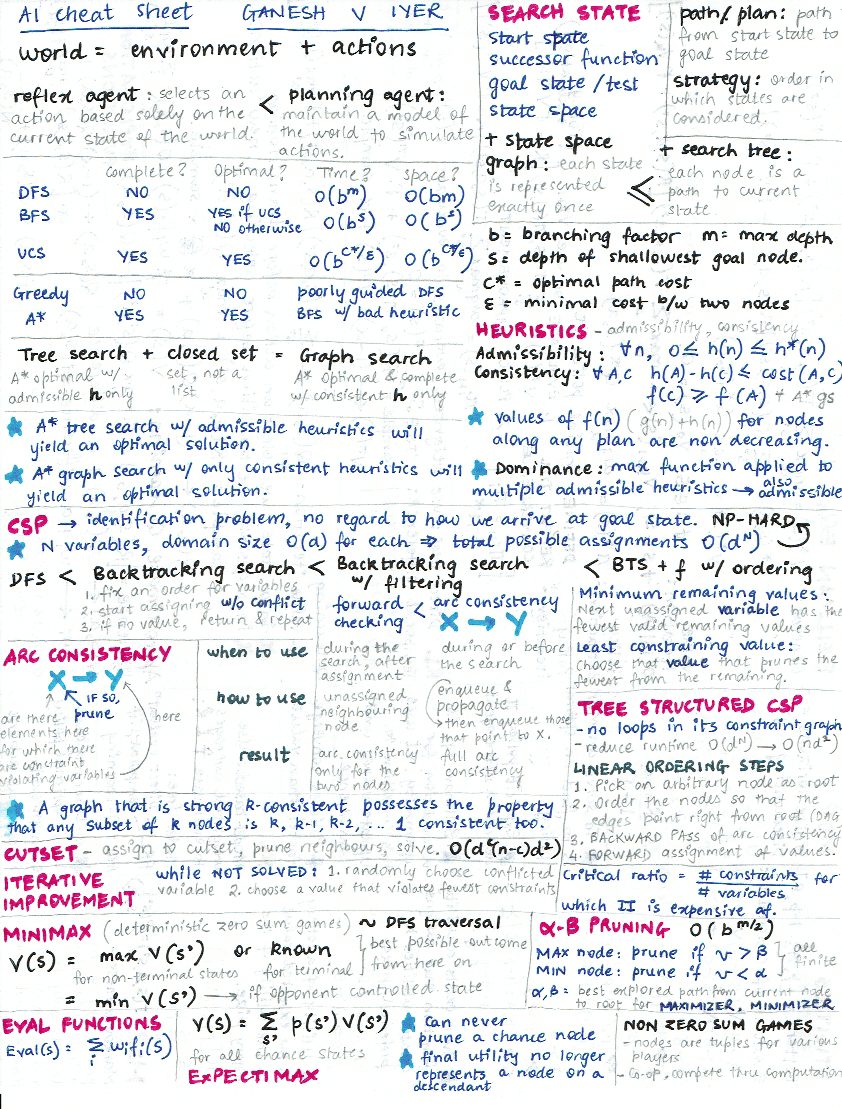 AI cheat sheet GANESH V IYER
world = environment + actions
reflex agent : selects an
action based solely on the
current state of the world.
<
planning agent:
maintain a model of
the world to simulate
actions.
complete? Optimal? Time? space?
DFS NO NO O(b^m) O(bm)
BFS YES YES if UCS O(b^s) O(b^s)
NO otherwise
UCS YES YES O(b^C*/ε) O(b^C*/ε)
Greedy NO NO poorly guided DFS
A* YES YES BFS w/ bad heuristic
Tree search + closed set = Graph search
A* optimal w/ set, not a A* Optimal & complete
admissible h only list w/ consistent h only
★ A* tree search w/ admissible heuristics will
yield an optimal solution.
★ A* graph search w/ only consistent heuristics will
yield an optimal solution.
SEARCH STATE
start state
successor function
goal state / test
state space
path/plan: path
from start state to
goal state
strategy: order in
which states are
considered.
+ state space
graph: each state
is represented
exactly once
≤
+ search tree :
each node is a
path to current
state
b = branching factor m = max depth
s = depth of shallowest goal node.
C* = optimal path cost
ε = minimal cost b/w two nodes
HEURISTICS - admissibility, consistency
Admissibility : ∀n, 0 ≤ h(n) ≤ h*(n)
Consistency: ∀A,C h(A) - h(C) ≤ cost(A,C)
f(C) ≥ f(A) + A* gs
★ values of f(n) (g(n)+h(n)) for nodes
along any plan are non decreasing.
★ Dominance : max function applied to
multiple admissible heuristics → also admissible
CSP → identification problem, no regard to how we arrive at goal state. NP-HARD
★ N variables, domain size O(d) for each ⇒ total possible assignments O(d^N)
DFS < Backtracking search < Backtracking search w/ filtering < BTS + f w/ ordering
1. fix an order for variables
2. start assigning w/o conflict
3. if no value, return & repeat
forward checking < arc consistency
X → Y
Minimum remaining values :
Next unassigned variable has the
fewest valid remaining values
Least constraining value:
choose that value that prunes the
fewest from the remaining.
ARC CONSISTENCY
X → Y
IF SO,
prune
are there
elements here
for which there
are constraint
violating variables
here
when to use
during the
search, after
assignment
during or before
the search
how to use
unassigned
neighbouring
node
enqueue &
propagate
→ then enqueue those
that point to X.
result
arc consistency
only for the
two nodes
full arc
consistency
TREE STRUCTURED CSP
- no loops in its constraint graph
- reduce runtime O(d^N) → O(nd²)
LINEAR ORDERING STEPS
1. Pick an arbitrary node as root
2. Order the nodes so that the
edges point right from root (DAG
3. BACKWARD PASS of arc consistency
4. FORWARD assignment of values.
★ A graph that is strong k-consistent possesses the property
that any subset of k nodes is k, k-1, k-2, ... 1 consistent too.
CUTSET - assign to cutset, prune neighbours, solve. O(d^c(n-c)d²)
ITERATIVE
IMPROVEMENT
while NOT SOLVED : 1. randomly choose conflicted
variable 2. choose a value that violates fewest constraints
Critical ratio = # constraints / # variables for
which II is expensive af.
MINIMAX (deterministic zero sum games) ~ DFS traversal
V(s) = max V(s') or known best possible outcome
for non-terminal states for terminal from here on
= min V(s') → if opponent controlled state
α-β PRUNING O(b^m/2)
MAX node: prune if v > β
MIN node: prune if v < α
all
finite
α,β = best explored path from current node
to root for MAXIMIZER, MINIMIZER
EVAL FUNCTIONS
Eval(s) = Σ_i wifi(s)
V(s) = Σ_s' p(s')V(s')
for all chance states
EXPECTIMAX
★ can never
prune a chance node
★ final utility no longer
represents a node on a
descendant
NON ZERO SUM GAMES
- nodes are tuples for various
players
- Co-op, compete thru computation